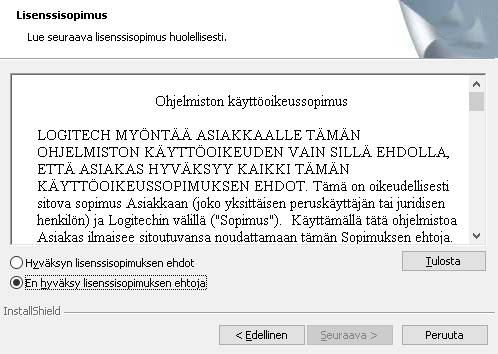 Lisenssisopimus
Lue seuraava lisenssisopimus huolellisesti.
Ohjelmiston käyttöoikeussopimus
LOGITECH MYÖNTÄÄ ASIAKKAALLE TÄMÄN
OHJELMISTON KÄYTTÖOIKEUDEN VAIN SILLÄ EHDOLLA,
ETTÄ ASIAKAS HYVÄKSYY KAIKKI TÄMÄN
KÄYTTÖOIKEUSSOPIMUKSEN EHDOT. Tämä on oikeudellisesti
sitova sopimus Asiakkaan (joko yksittäisen peruskäyttäjän tai juridisen
henkilön) ja Logitechin välillä ("Sopimus"). Käyttämällä tätä ohjelmistoa
Asiakas ilmaisee sitoutuvansa noudattamaan tämän Sopimuksen ehtoja.
Hyväksyn lisenssisopimuksen ehdot
Tulosta
En hyväksy lisenssisopimuksen ehtoja
InstallShield
< Edellinen
Seuraava >
Peruuta